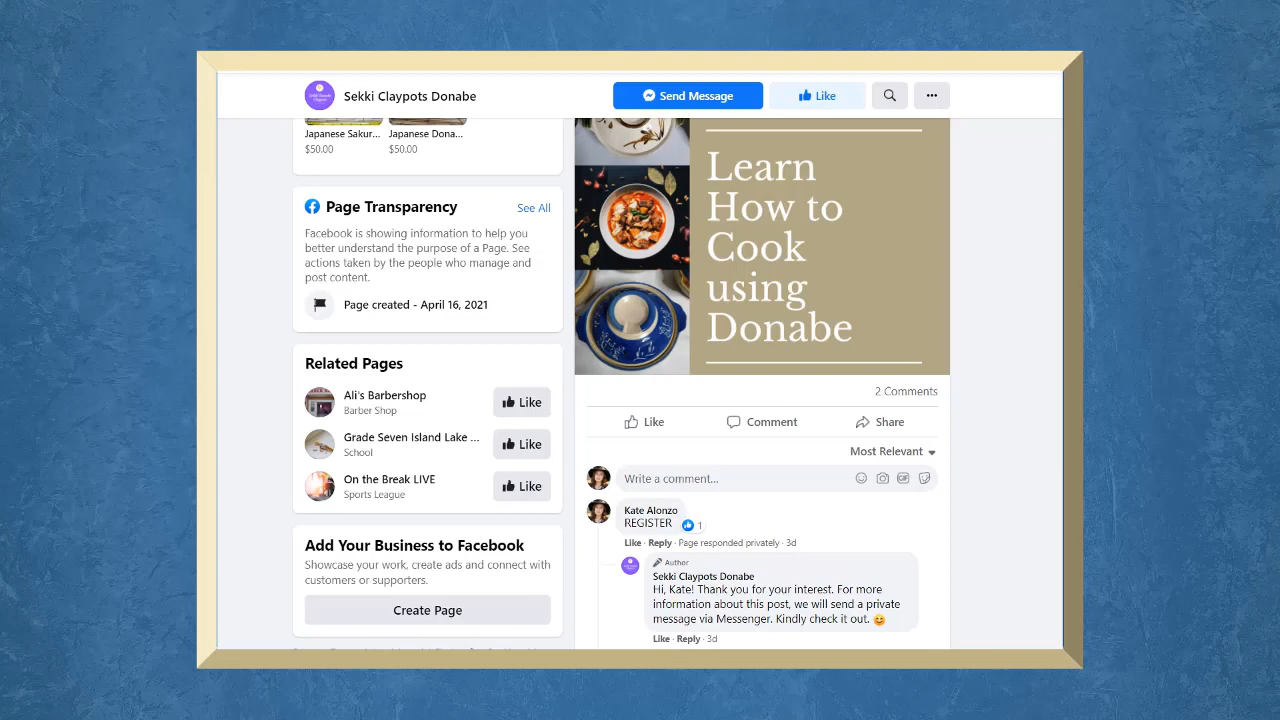 Sekki Claypots Donabe
Send Message
Like
Japanese Sakur...
Japanese Dona...
$50.00
$50.00
Page Transparency
See All
Facebook is showing information to help you
better understand the purpose of a Page. See
actions taken by the people who manage and
post content.
Page created - April 16, 2021
Related Pages
Ali's Barbershop
Barber Shop
Like
Grade Seven Island Lake ...
School
Like
On the Break LIVE
Sports League
Like
Add Your Business to Facebook
Showcase your work, create ads and connect with
customers or supporters.
Create Page
Learn
How to
Cook
using
Donabe
2 Comments
Like
Comment
Share
Most Relevant
Write a comment...
GIF
Kate Alonzo
REGISTER
1
Like · Reply · Page responded privately · 3d
Author
Sekki Claypots Donabe
Hi, Kate! Thank you for your interest. For more
information about this post, we will send a private
message via Messenger. Kindly check it out. 😊
Like · Reply · 3d